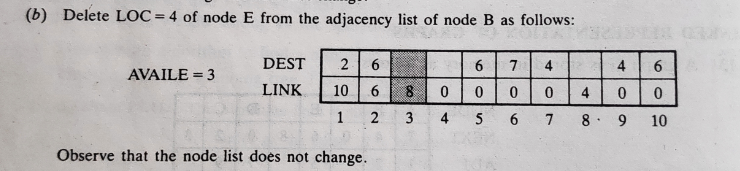 (b) Delete LOC = 4 of node E from the adjacency list of node B as follows:
DEST 2 6 6 7 4 6 4 6
AVAILE = 3
LINK 10 6 8 0 0 0 0 4 0 0
1 2 3 4 5 6 7 8 9 10
Observe that the node list does not change.